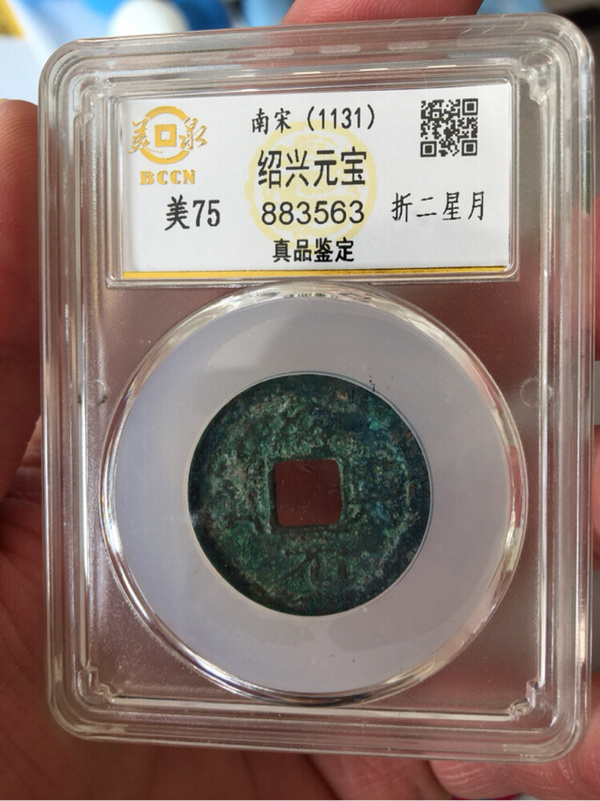 美泉
BCCN
南宋（1131）
绍兴元宝
美75
883563
折二星月
真品鉴定